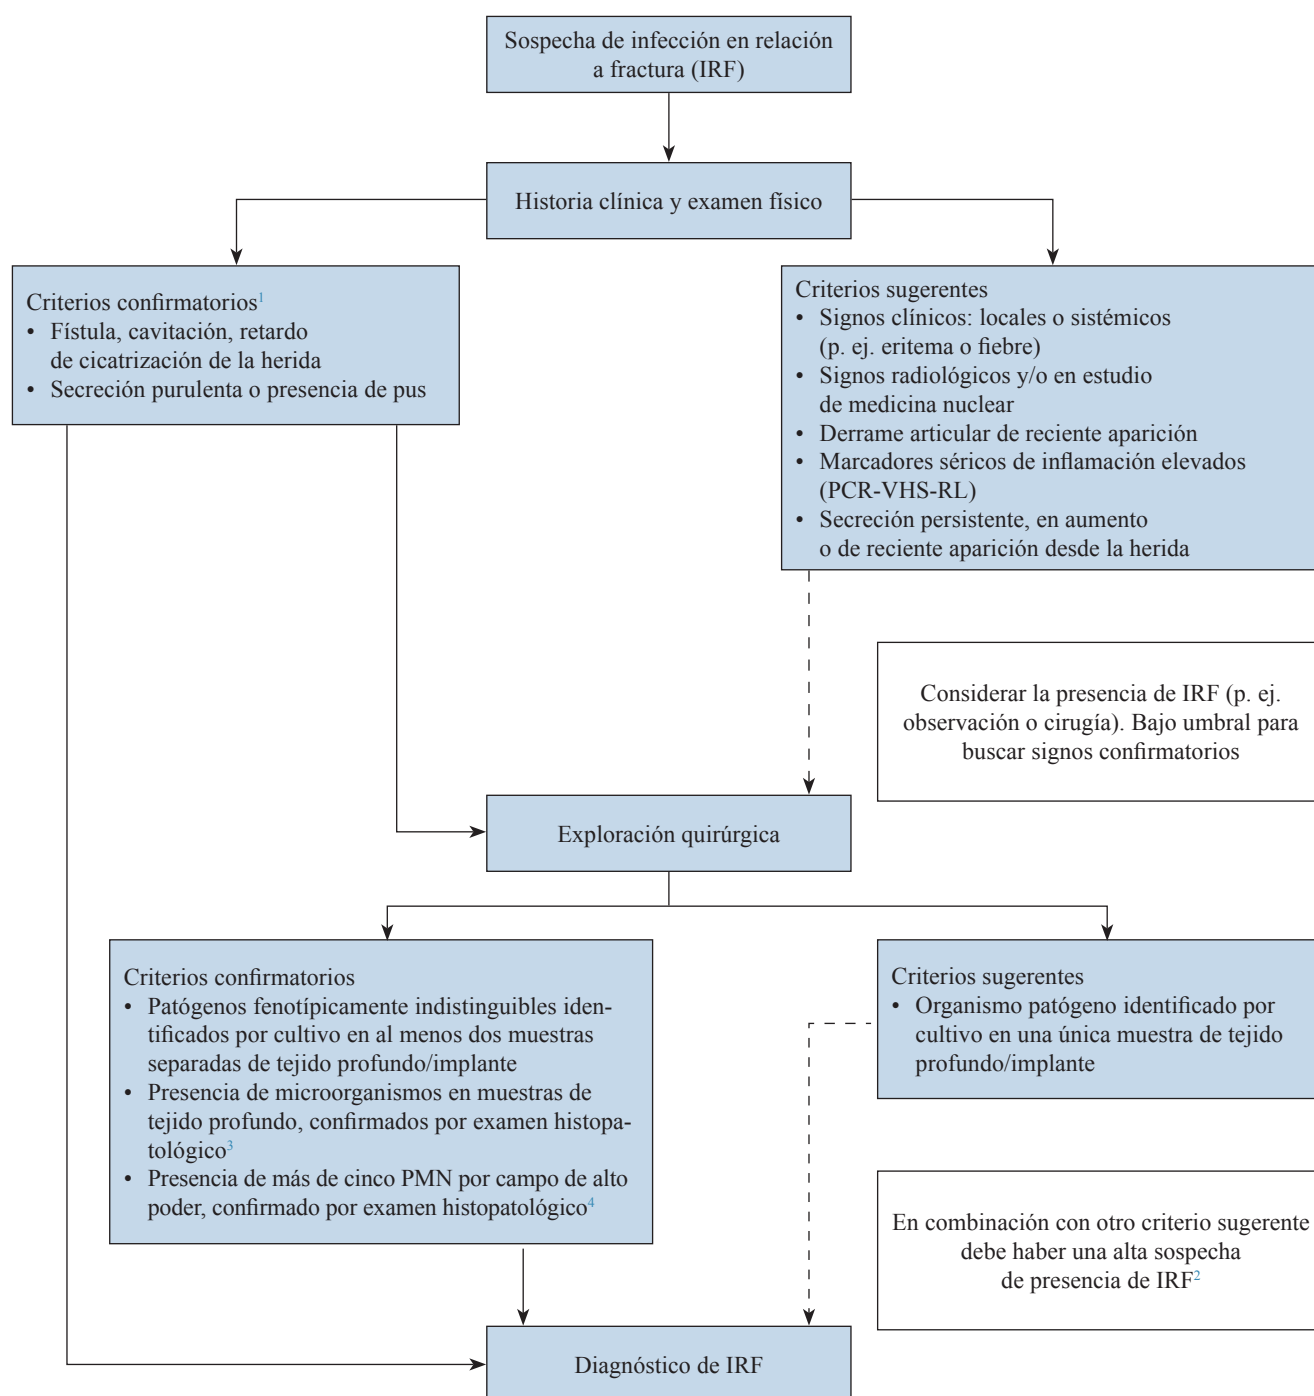 Sospecha de infección en relación
a fractura (IRF)
Historia clínica y examen físico
Criterios confirmatorios1
• Fístula, cavitación, retardo
de cicatrización de la herida
• Secreción purulenta o presencia de pus
Criterios sugerentes
• Signos clínicos: locales o sistémicos
(p. ej. eritema o fiebre)
• Signos radiológicos y/o en estudio
de medicina nuclear
• Derrame articular de reciente aparición
• Marcadores séricos de inflamación elevados
(PCR-VHS-RL)
• Secreción persistente, en aumento
o de reciente aparición desde la herida
Considerar la presencia de IRF (p. ej.
observación o cirugía). Bajo umbral para
buscar signos confirmatorios
Exploración quirúrgica
Criterios confirmatorios
• Patógenos fenotípicamente indistinguibles iden-
tificados por cultivo en al menos dos muestras
separadas de tejido profundo/implante
• Presencia de microorganismos en muestras de
tejido profundo, confirmados por examen histopa-
tológico3
• Presencia de más de cinco PMN por campo de alto
poder, confirmado por examen histopatológico4
Criterios sugerentes
• Organismo patógeno identificado por
cultivo en una única muestra de tejido
profundo/implante
En combinación con otro criterio sugerente
debe haber una alta sospecha
de presencia de IRF2
Diagnóstico de IRF